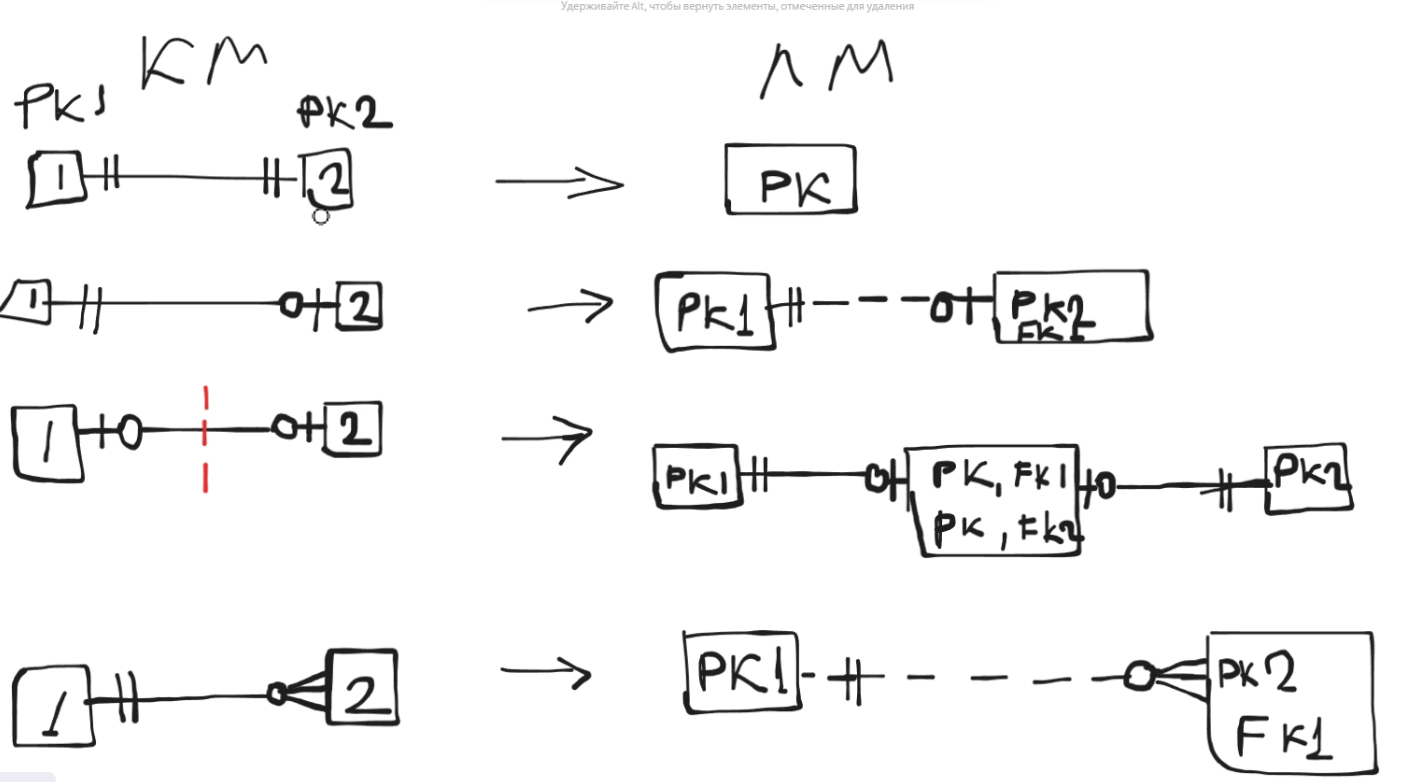 Удерживайте Alt, чтобы вернуть элементы, отмеченные для удаления
КМ
ЛМ
PK1
PK2
1
2
PK
1
2
PK1
PK2
FK1
1
2
PK1
PK, FK1
PK, FK2
PK2
1
2
PK1
PK2
FK1